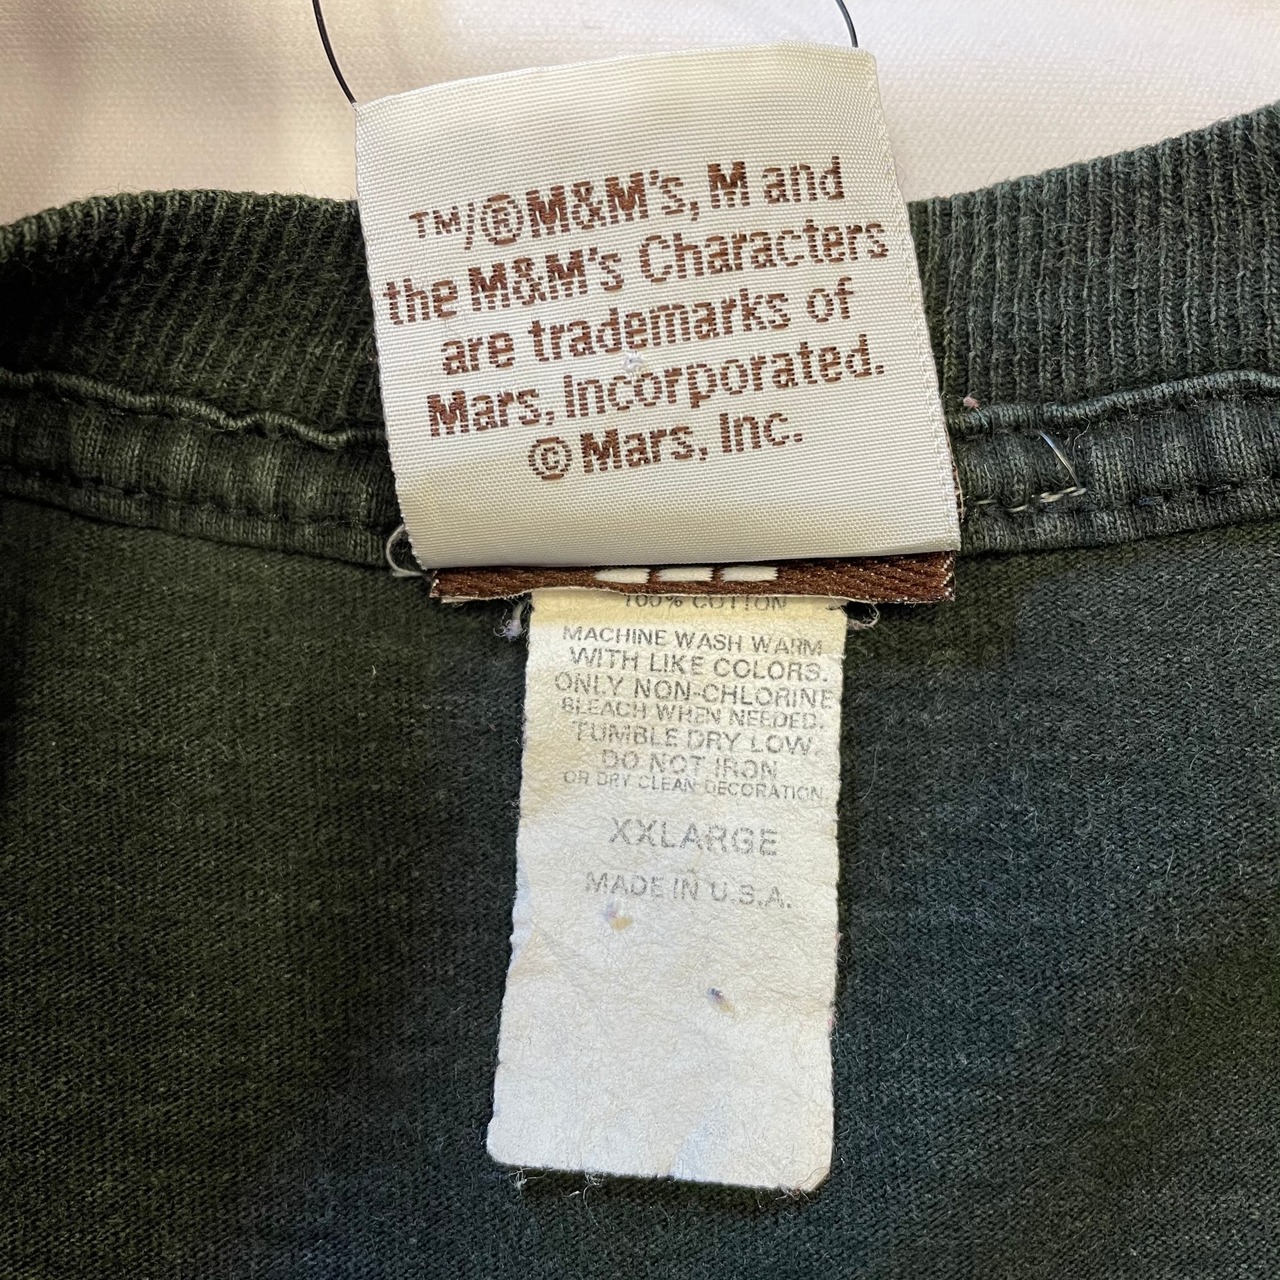 ™/®M&M's, M and
the M&M's Characters
are trademarks of
Mars, Incorporated.
©Mars, Inc.
100% COTTON
MACHINE WASH WARM
WITH LIKE COLORS.
ONLY NON-CHLORINE
BLEACH WHEN NEEDED.
TUMBLE DRY LOW.
DO NOT IRON
OR DRY CLEAN DECORATION.
XXLARGE
MADE IN U.S.A.